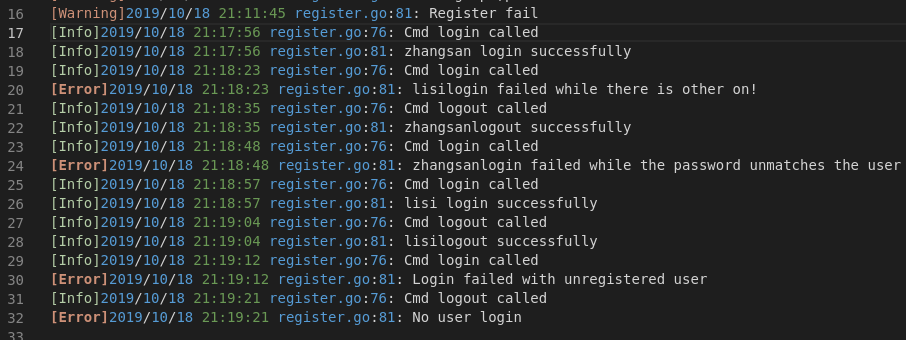 16 [Warning]2019/10/18 21:11:45 register.go:81: Register fail
17 [Info]2019/10/18 21:17:56 register.go:76: Cmd login called
18 [Info]2019/10/18 21:17:56 register.go:81: zhangsan login successfully
19 [Info]2019/10/18 21:18:23 register.go:76: Cmd login called
20 [Error]2019/10/18 21:18:23 register.go:81: lisilogin failed while there is other on!
21 [Info]2019/10/18 21:18:35 register.go:76: Cmd logout called
22 [Info]2019/10/18 21:18:35 register.go:81: zhangsanlogout successfully
23 [Info]2019/10/18 21:18:48 register.go:76: Cmd login called
24 [Error]2019/10/18 21:18:48 register.go:81: zhangsanlogin failed while the password unmatches the user
25 [Info]2019/10/18 21:18:57 register.go:76: Cmd login called
26 [Info]2019/10/18 21:18:57 register.go:81: lisi login successfully
27 [Info]2019/10/18 21:19:04 register.go:76: Cmd logout called
28 [Info]2019/10/18 21:19:04 register.go:81: lisilogout successfully
29 [Info]2019/10/18 21:19:12 register.go:76: Cmd login called
30 [Error]2019/10/18 21:19:12 register.go:81: Login failed with unregistered user
31 [Info]2019/10/18 21:19:21 register.go:76: Cmd logout called
32 [Error]2019/10/18 21:19:21 register.go:81: No user login
33